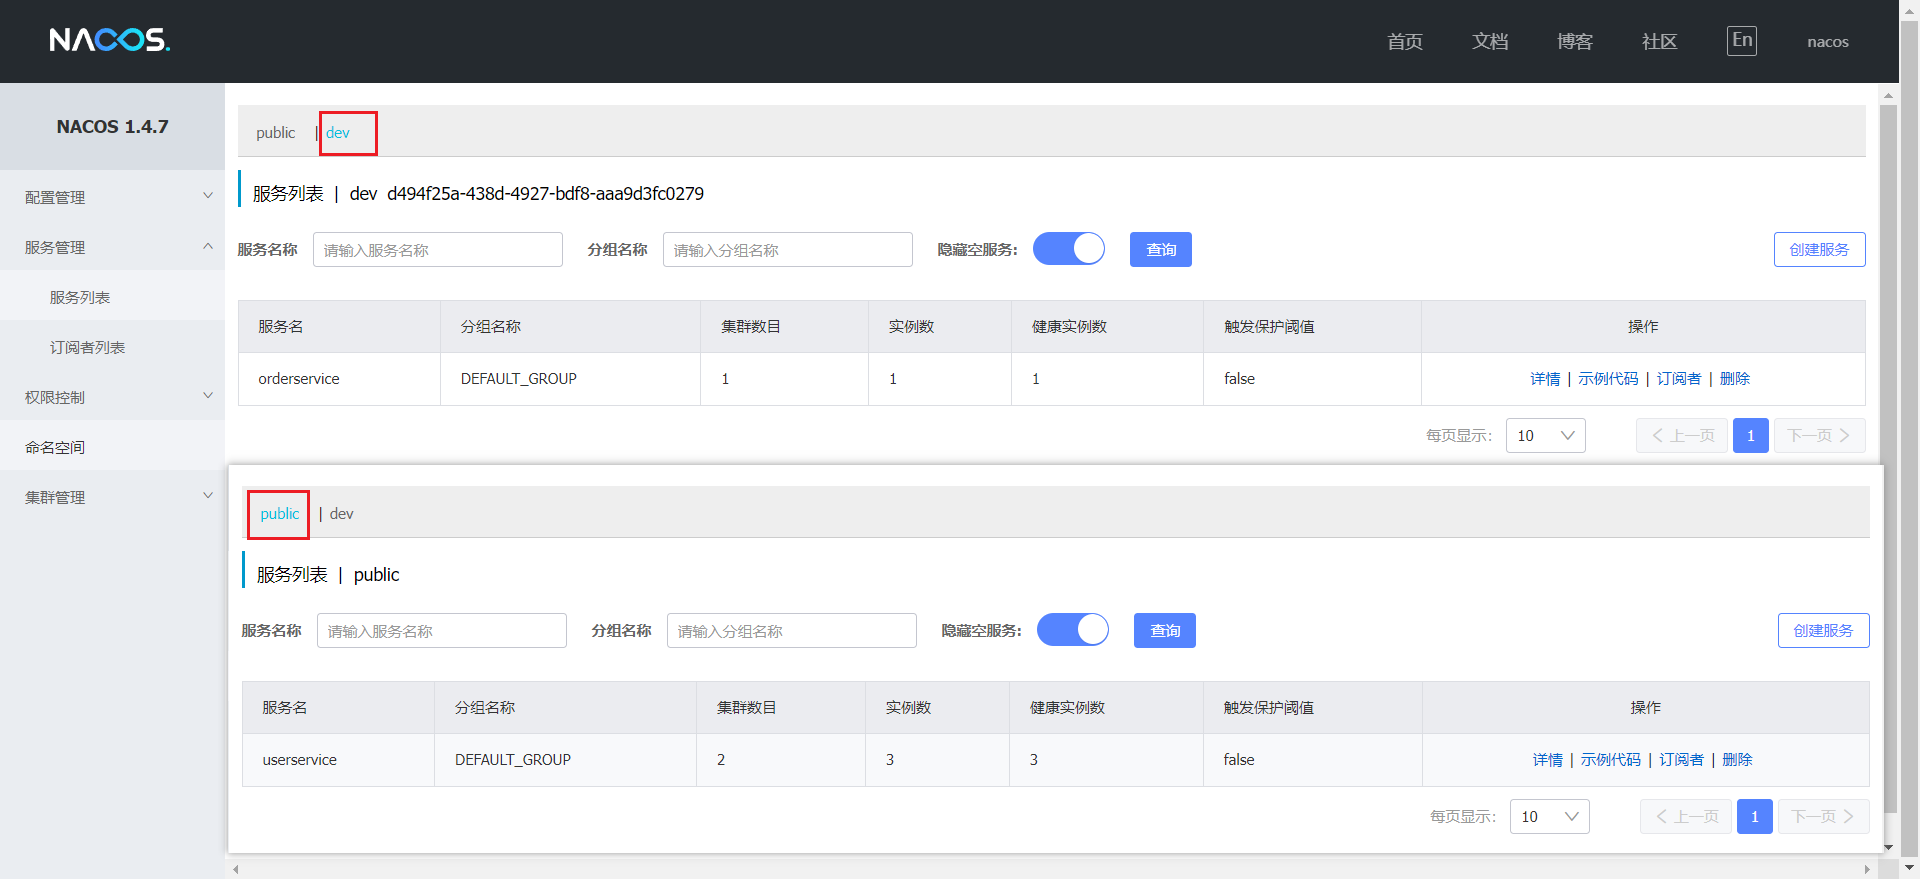 NACOS.
首页 文档 博客 社区 En nacos
NACOS 1.4.7
配置管理
服务管理
服务列表
订阅者列表
权限控制
命名空间
集群管理
public | dev
服务列表 | dev d494f25a-438d-4927-bdf8-aaa9d3fc0279
服务名称 请输入服务名称 分组名称 请输入分组名称 隐藏空服务: 查询 创建服务
服务名 分组名称 集群数目 实例数 健康实例数 触发保护阈值 操作
orderservice DEFAULT_GROUP 1 1 1 false 详情 | 示例代码 | 订阅者 | 删除
每页显示: 10 上一页 1 下一页
public | dev
服务列表 | public
服务名称 请输入服务名称 分组名称 请输入分组名称 隐藏空服务: 查询 创建服务
服务名 分组名称 集群数目 实例数 健康实例数 触发保护阈值 操作
userservice DEFAULT_GROUP 2 3 3 false 详情 | 示例代码 | 订阅者 | 删除
每页显示: 10 上一页 1 下一页